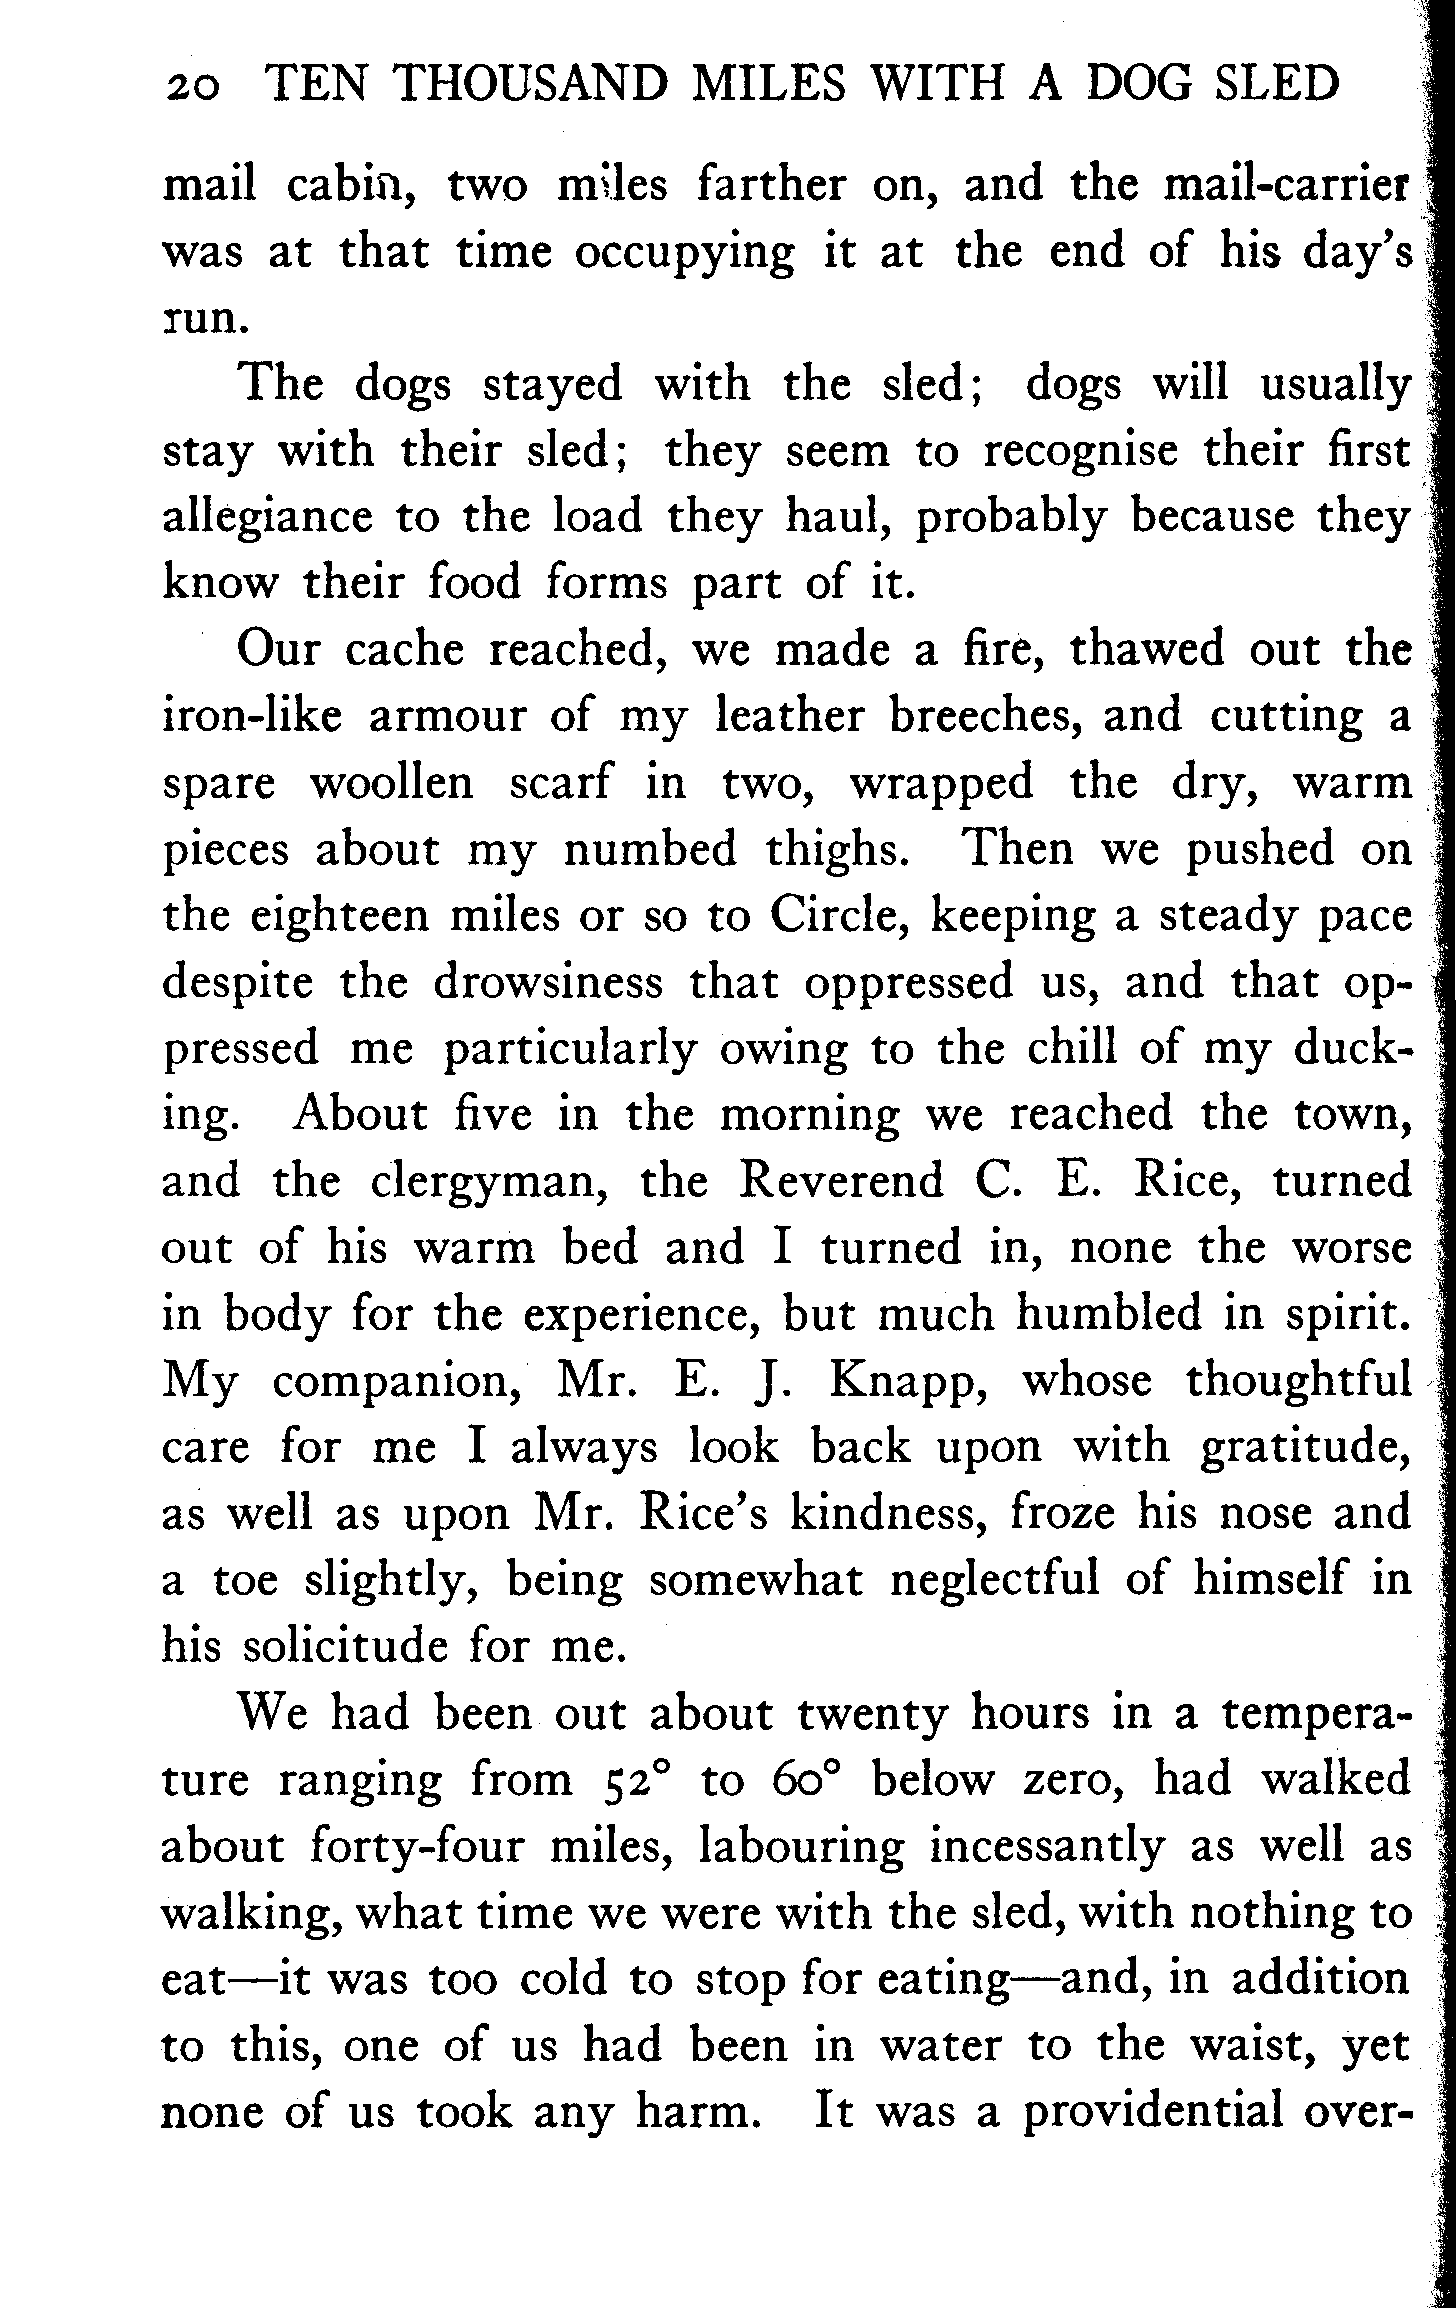 20 TEN THOUSAND MILES WITH A DOG SLED
mail cabin, two miles farther on, and the mail-carrier
was at that time occupying it at the end of his day's
run.
The dogs stayed with the sled; dogs will usually
stay with their sled; they seem to recognise their first
allegiance to the load they haul, probably because they
know their food forms part of it.
Our cache reached, we made a fire, thawed out the
iron-like armour of my leather breeches, and cutting a
spare woollen scarf in two, wrapped the dry, warm
pieces about my numbed thighs. Then we pushed on
the eighteen miles or so to Circle, keeping a steady pace
despite the drowsiness that oppressed us, and that op-
pressed me particularly owing to the chill of my duck-
ing. About five in the morning we reached the town,
and the clergyman, the Reverend C. E. Rice, turned
out of his warm bed and I turned in, none the worse
in body for the experience, but much humbled in spirit.
My companion, Mr. E. J. Knapp, whose thoughtful
care for me I always look back upon with gratitude,
as well as upon Mr. Rice's kindness, froze his nose and
a toe slightly, being somewhat neglectful of himself in
his solicitude for me.
We had been out about twenty hours in a tempera-
ture ranging from 52° to 60° below zero, had walked
about forty-four miles, labouring incessantly as well as
walking, what time we were with the sled, with nothing to
eat—it was too cold to stop for eating—and, in addition
to this, one of us had been in water to the waist, yet
none of us took any harm. It was a providential over-